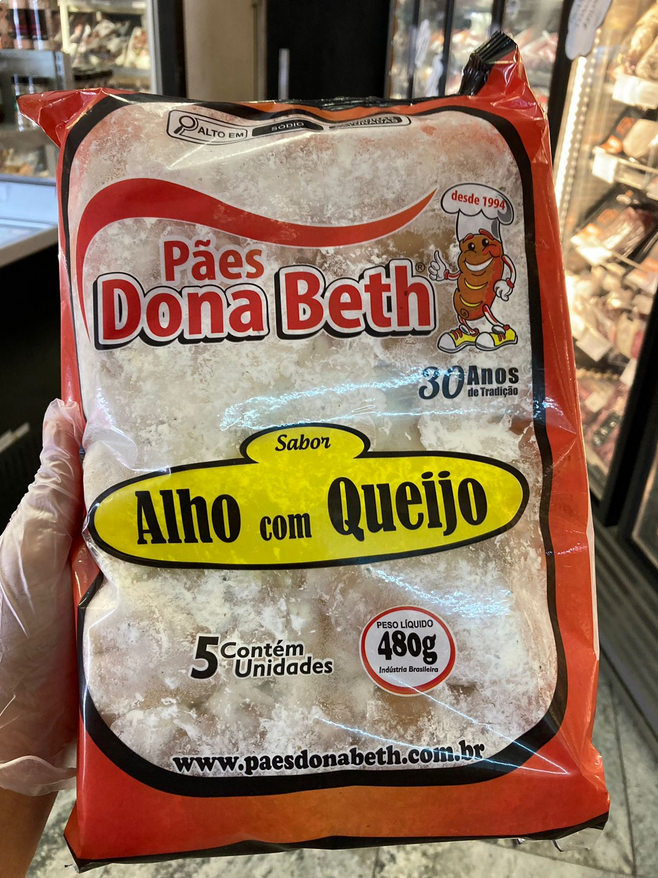 ALTO EM SÓDIO
desde 1994
Pães
Dona Beth®
30 Anos
de Tradição
Sabor
Alho com Queijo
5 Contém
Unidades
PESO LÍQUIDO
480g
Indústria Brasileira
www.paesdonabeth.com.br